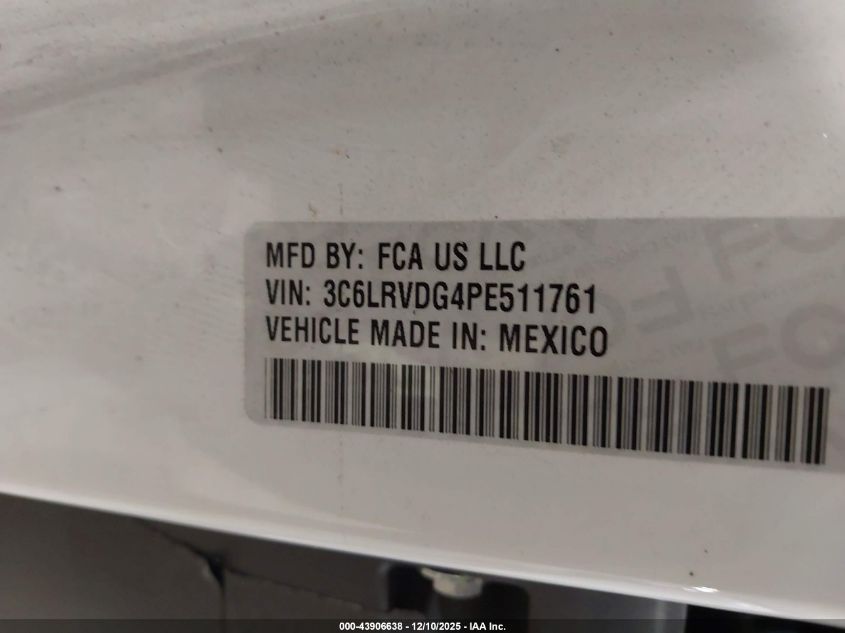 MFD BY: FCA US LLC
VIN: 3C6LRVDG4PE511761
VEHICLE MADE IN: MEXICO
000-43906638 - 12/10/2025 - IAA Inc.